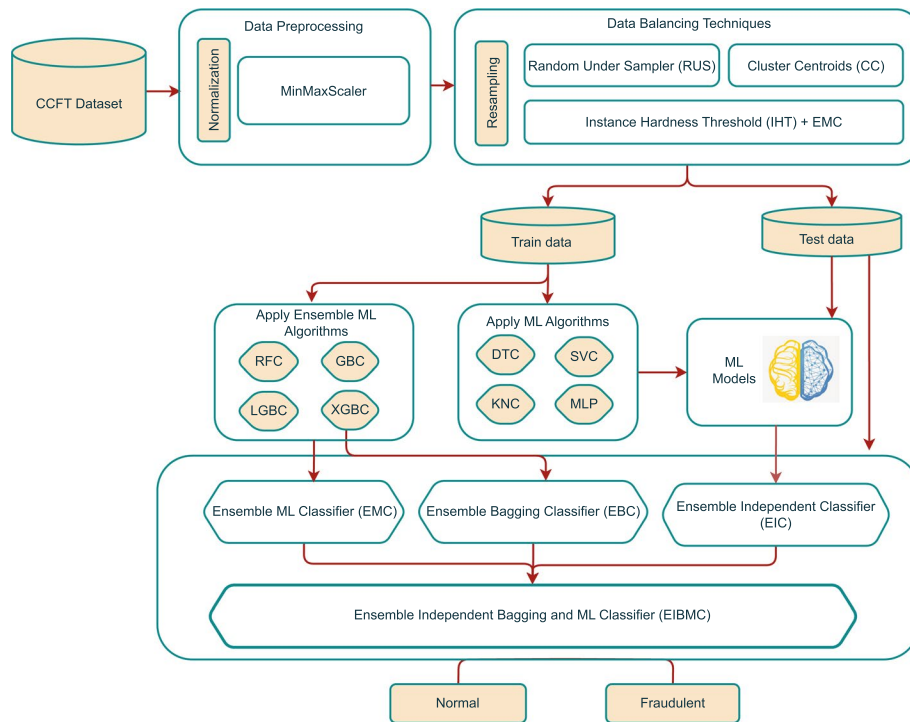 Data Preprocessing
Data Balancing Techniques
CCFT Dataset
Normalization
MinMaxScaler
Resampling
Random Under Sampler (RUS)
Cluster Centroids (CC)
Instance Hardness Threshold (IHT) + EMC
Train data
Test data
Apply Ensemble ML
Algorithms
RFC
GBC
LGBC
XGBC
Apply ML Algorithms
DTC
SVC
KNC
MLP
ML
Models
Ensemble ML Classifier (EMC)
Ensemble Bagging Classifier (EBC)
Ensemble Independent Classifier
(EIC)
Ensemble Independent Bagging and ML Classifier (EIBMC)
Normal
Fraudulent